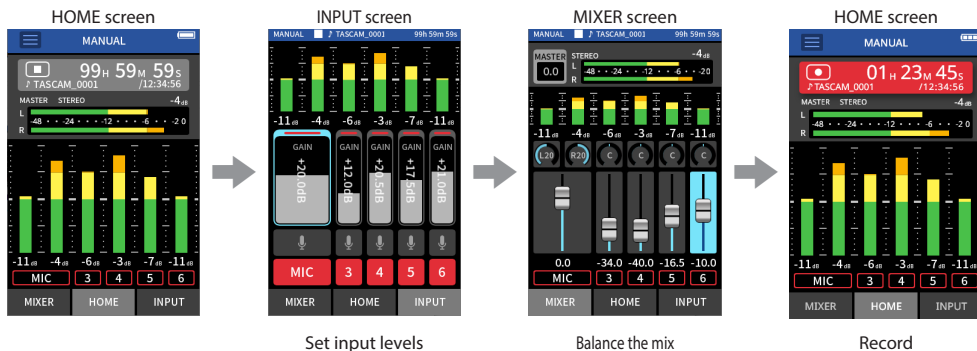 HOME screen
MANUAL
99H 59M 59S
♪ TASCAM_0001 /12:34:56
MASTER STEREO -4dB
L
-48 · · -24 · · · · -12 · · -6 · · -2 0
R
-11dB -4dB -6dB -3dB -7dB -11dB
MIC 3 4 5 6
MIXER HOME INPUT
INPUT screen
MANUAL ♪ TASCAM_0001 99h 59m 59s
-11dB -4dB -6dB -3dB -7dB -11dB
GAIN GAIN GAIN GAIN GAIN
+20.0dB +12.0dB +20.5dB +17.5dB +21.0dB
MIC 3 4 5 6
MIXER HOME INPUT
Set input levels
MIXER screen
MANUAL ♪ TASCAM_0001 99h 59m 59s
MASTER STEREO -4dB
0.0
L
-48 · -24 · · · -12 · · -6 · · -2 0
R
-11dB -4dB -6dB -3dB -7dB -11dB
L20 R20 C C C C
0.0 -34.0 -40.0 -16.5 -10.0
MIC 3 4 5 6
MIXER HOME INPUT
Balance the mix
HOME screen
MANUAL
01H 23M 45S
♪ TASCAM_0001 /12:34:56
MASTER STEREO -4dB
L
-48 · · -24 · · · · -12 · · -6 · · -2 0
R
-11dB -4dB -6dB -3dB -7dB -11dB
MIC 3 4 5 6
MIXER HOME INPUT
Record